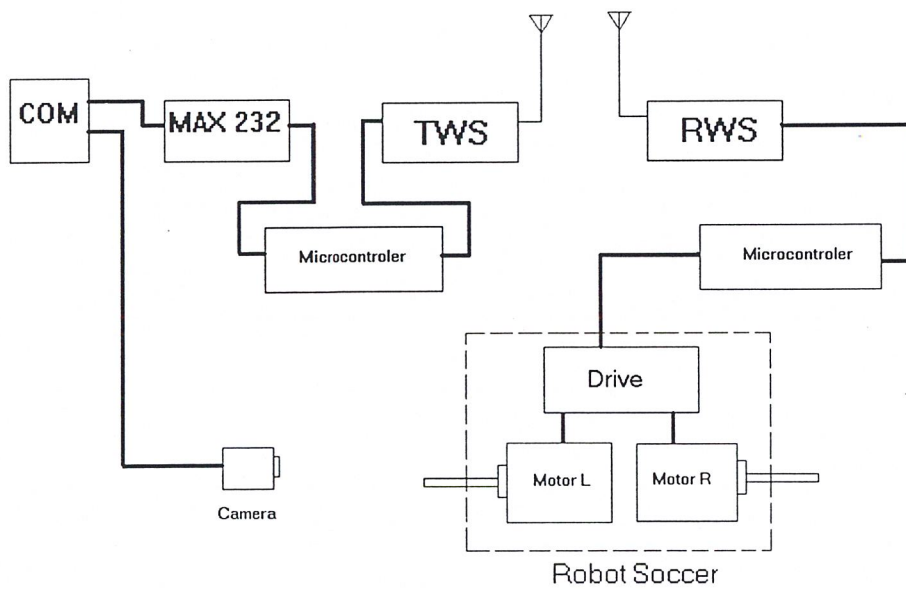 COM
MAX 232
TWS
RWS
Microcontroler
Microcontroler
Drive
Motor L
Motor R
Camera
Robot Soccer